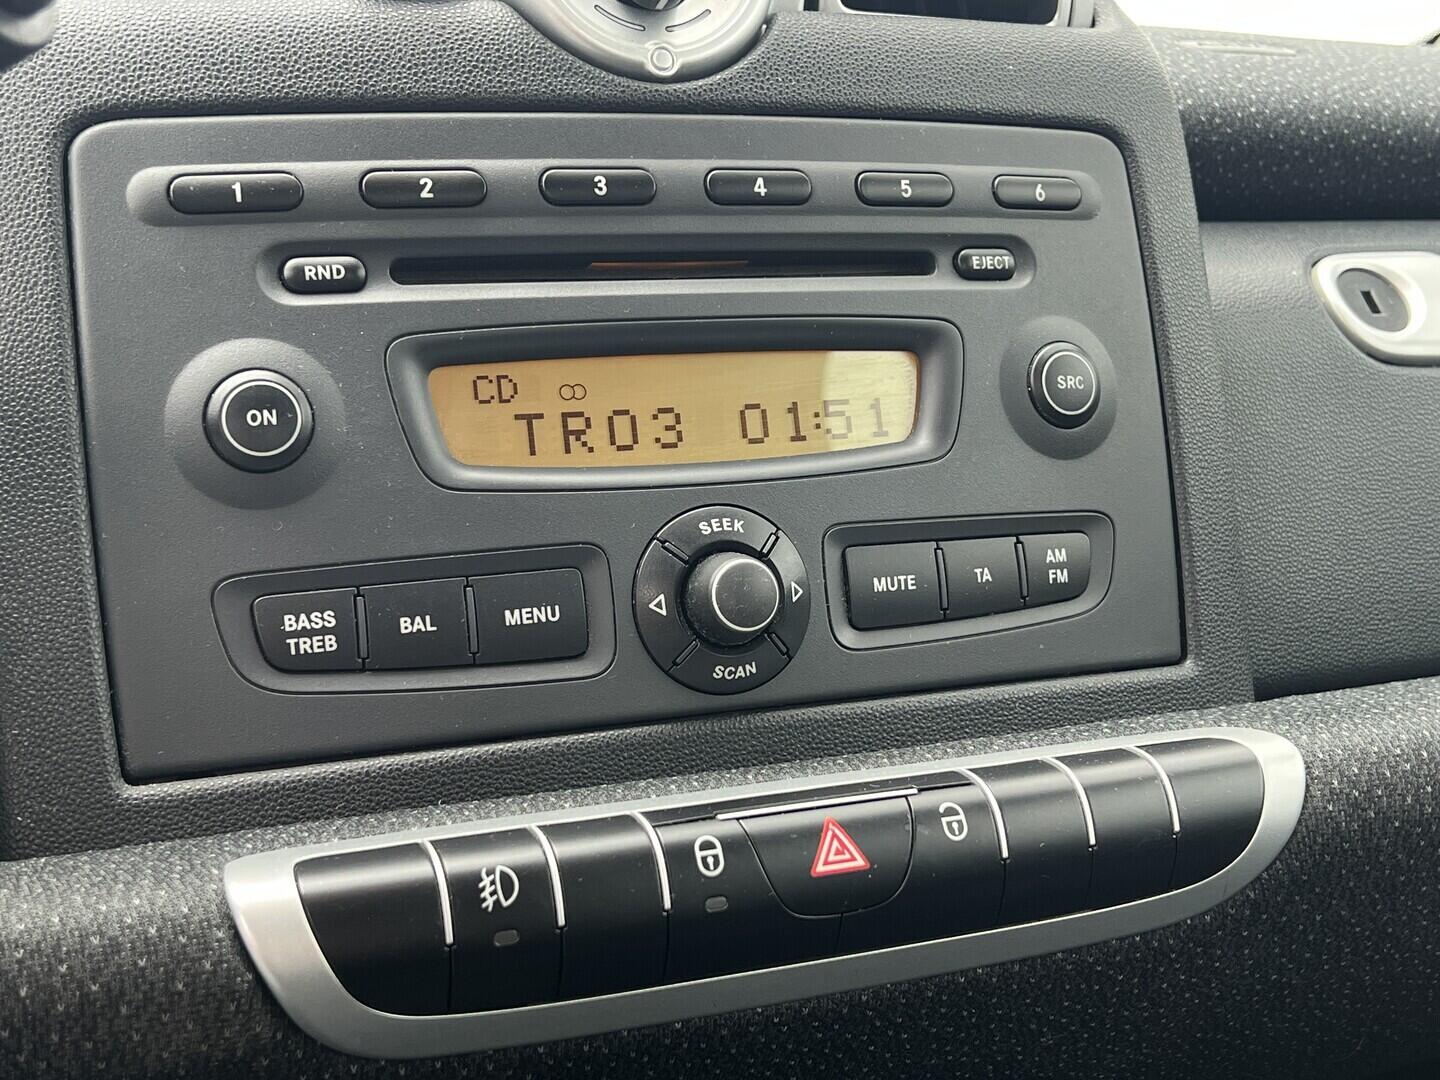 1 2 3 4 5 6
RND EJECT
ON
CD
TR03 01:51
SRC
SEEK
BASS
TREB
BAL
MENU
SCAN
MUTE
TA
AM
FM